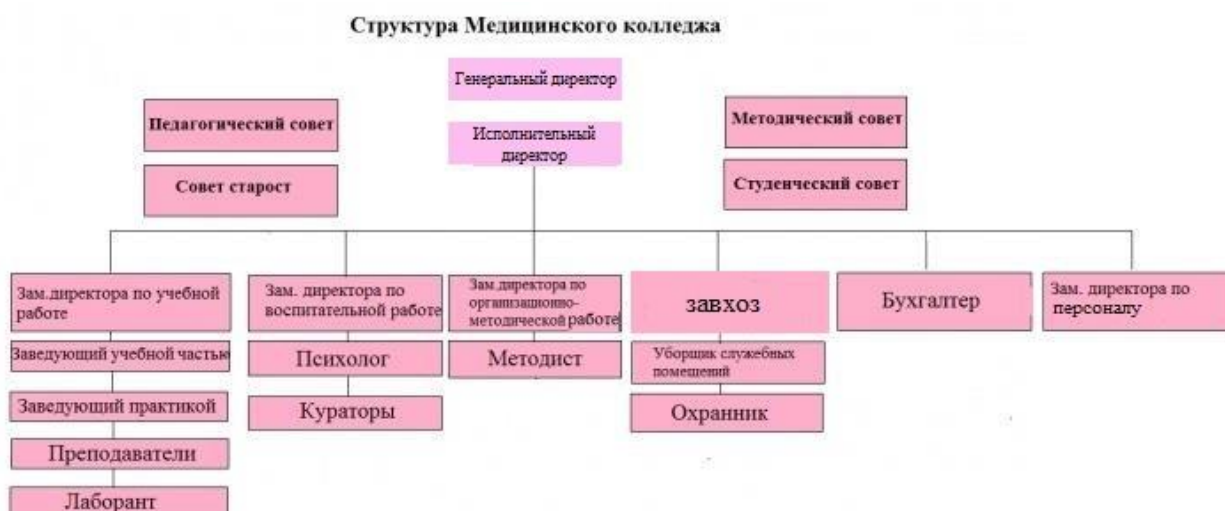 Структура Медицинского колледжа
Генеральный директор
Педагогический совет
Исполнительный
директор
Методический совет
Совет старост
Студенческий совет
Зам.директора по учебной
работе
Зам. директора по
воспитательной работе
Зам.директора по
организационно-
методической работе
завхоз
Бухгалтер
Зам. директора по
персоналу
Заведующий учебной частью
Психолог
Методист
Уборщик служебных
помещений
Заведующий практикой
Кураторы
Охранник
Преподаватели
Лаборант